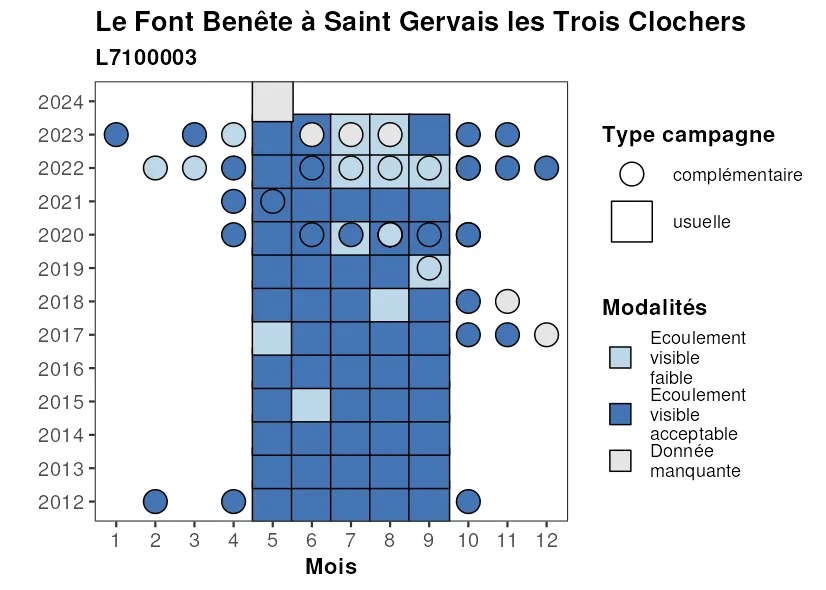 Le Font Benête à Saint Gervais les Trois Clochers
L7100003
2024
2023
2022
2021
2020
2019
2018
2017
2016
2015
2014
2013
2012
1 2 3 4 5 6 7 8 9 10 11 12
Mois
Type campagne
complémentaire
usuelle
Modalités
Ecoulement
visible
faible
Ecoulement
visible
acceptable
Donnée
manquante